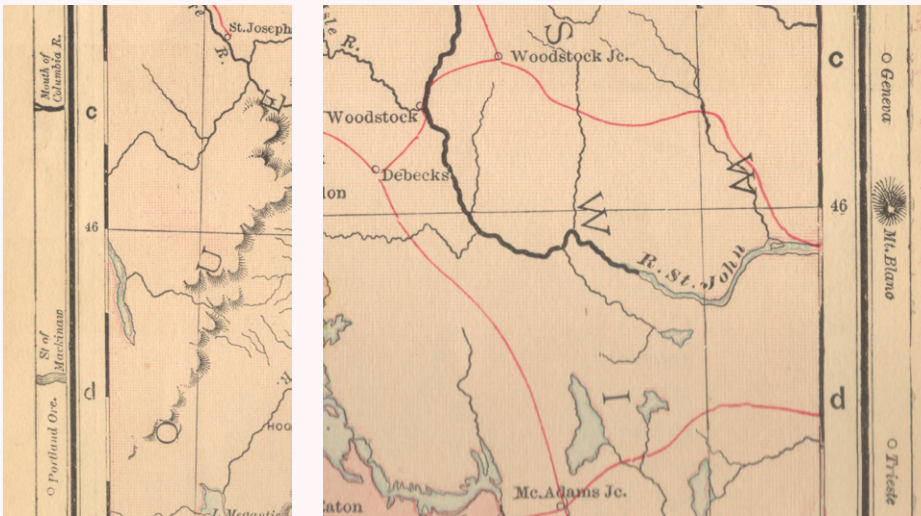 Mouth of
Columbia R.
St of
Mackinaw
Portland Ore.
c
46
d
St. Joseph
R.
E
U
O
R.
HOG
L. Megantic
R.
S
Woodstock Jc.
Woodstock
Debecks
W
W
R. St. John
I
Mc. Adams Jc.
eaton
c
46
d
Geneva
Mt. Blanc
Trieste